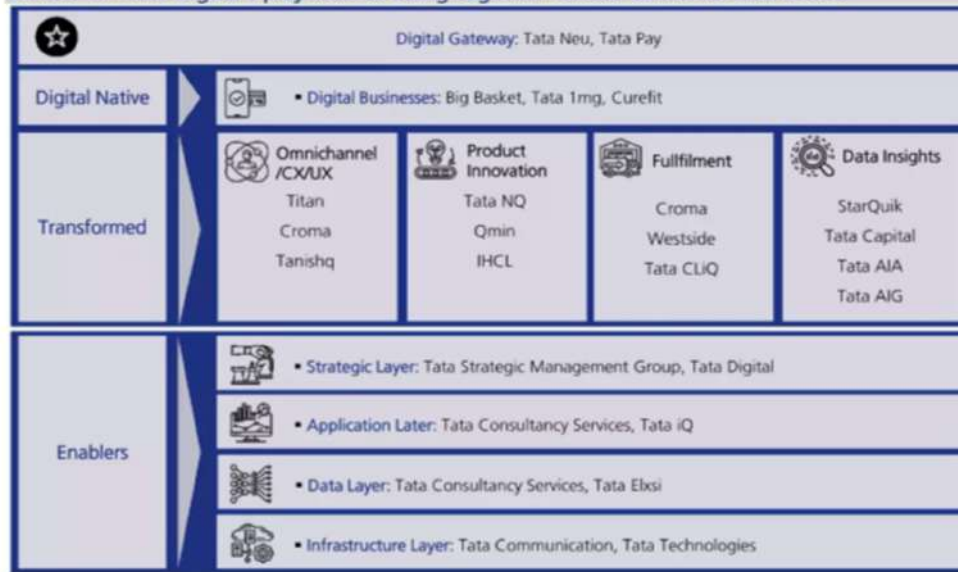 Digital Gateway: Tata Neu, Tata Pay
Digital Native
▪ Digital Businesses: Big Basket, Tata 1mg, Curefit
Transformed
Omnichannel
/CX/UX
Titan
Croma
Tanishq
Product
Innovation
Tata NQ
Qmin
IHCL
Fullfilment
Croma
Westside
Tata CLiQ
Data Insights
StarQuik
Tata Capital
Tata AIA
Tata AIG
Enablers
▪ Strategic Layer: Tata Strategic Management Group, Tata Digital
▪ Application Later: Tata Consultancy Services, Tata iQ
▪ Data Layer: Tata Consultancy Services, Tata Elxsi
▪ Infrastructure Layer: Tata Communication, Tata Technologies